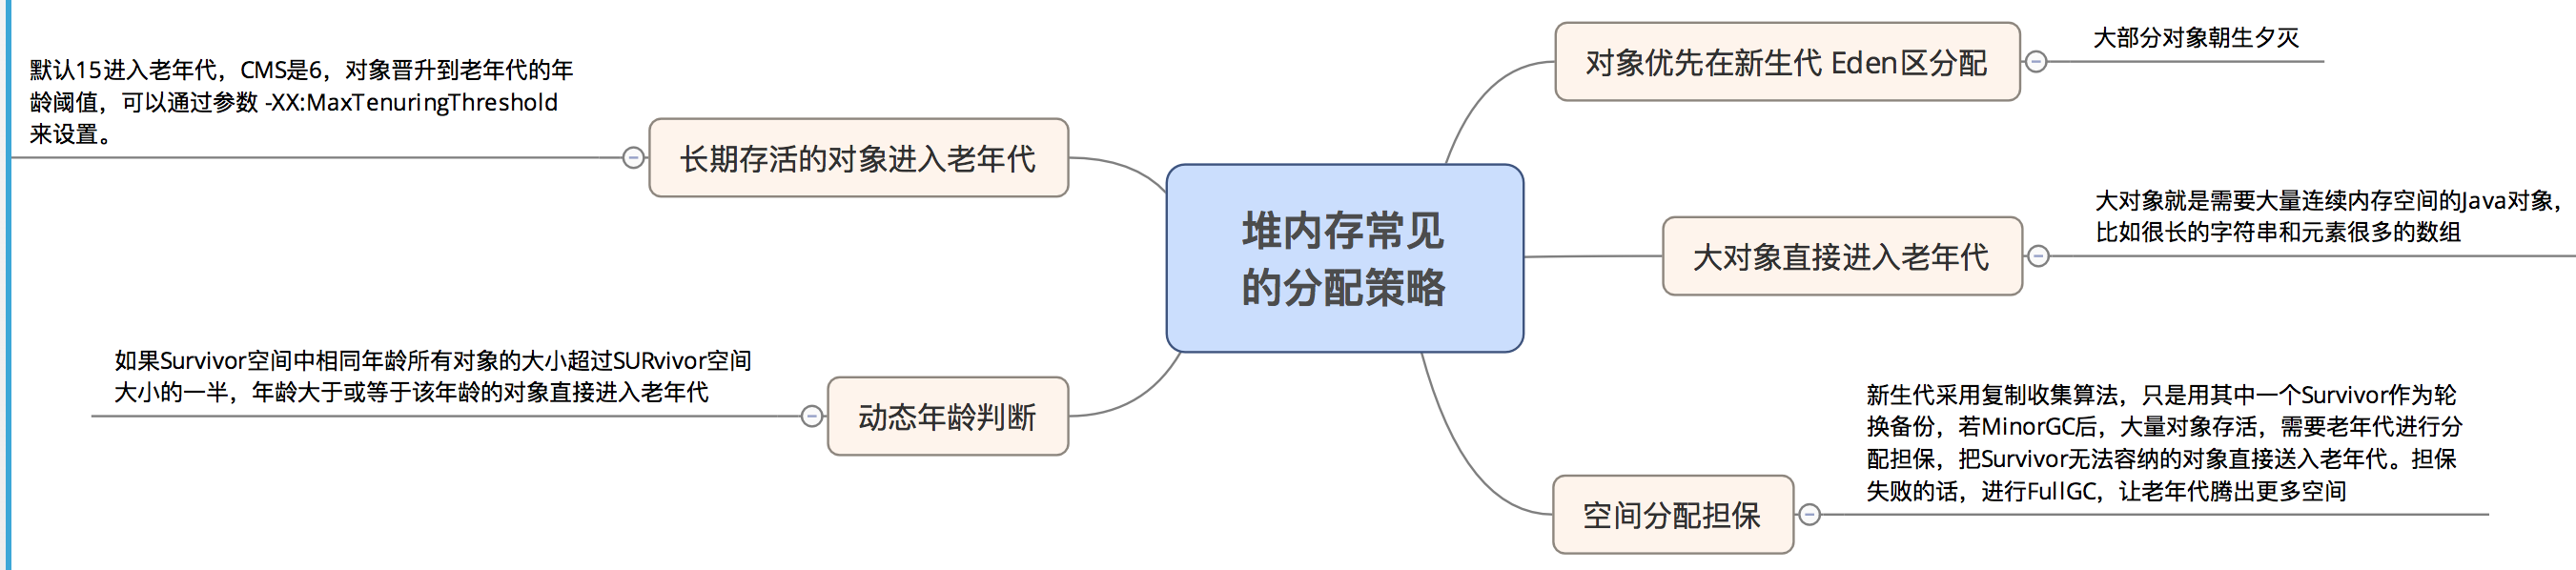 堆内存常见
的分配策略
对象优先在新生代 Eden区分配
大部分对象朝生夕灭
大对象直接进入老年代
大对象就是需要大量连续内存空间的Java对象，
比如很长的字符串和元素很多的数组
空间分配担保
新生代采用复制收集算法，只是用其中一个Survivor作为轮
换备份，若MinorGC后，大量对象存活，需要老年代进行分
配担保，把Survivor无法容纳的对象直接送入老年代。担保
失败的话，进行FullGC，让老年代腾出更多空间
长期存活的对象进入老年代
默认15进入老年代，CMS是6，对象晋升到老年代的年
龄阈值，可以通过参数 -XX:MaxTenuringThreshold
来设置。
动态年龄判断
如果Survivor空间中相同年龄所有对象的大小超过SURvivor空间
大小的一半，年龄大于或等于该年龄的对象直接进入老年代